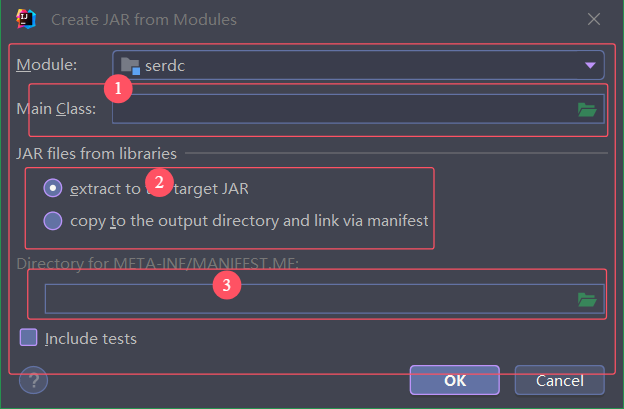 Create JAR from Modules
Module: serdc
1
Main Class:
JAR files from libraries
extract to the target JAR
2
copy to the output directory and link via manifest
Directory for META-INF/MANIFEST.MF:
3
Include tests
? OK Cancel